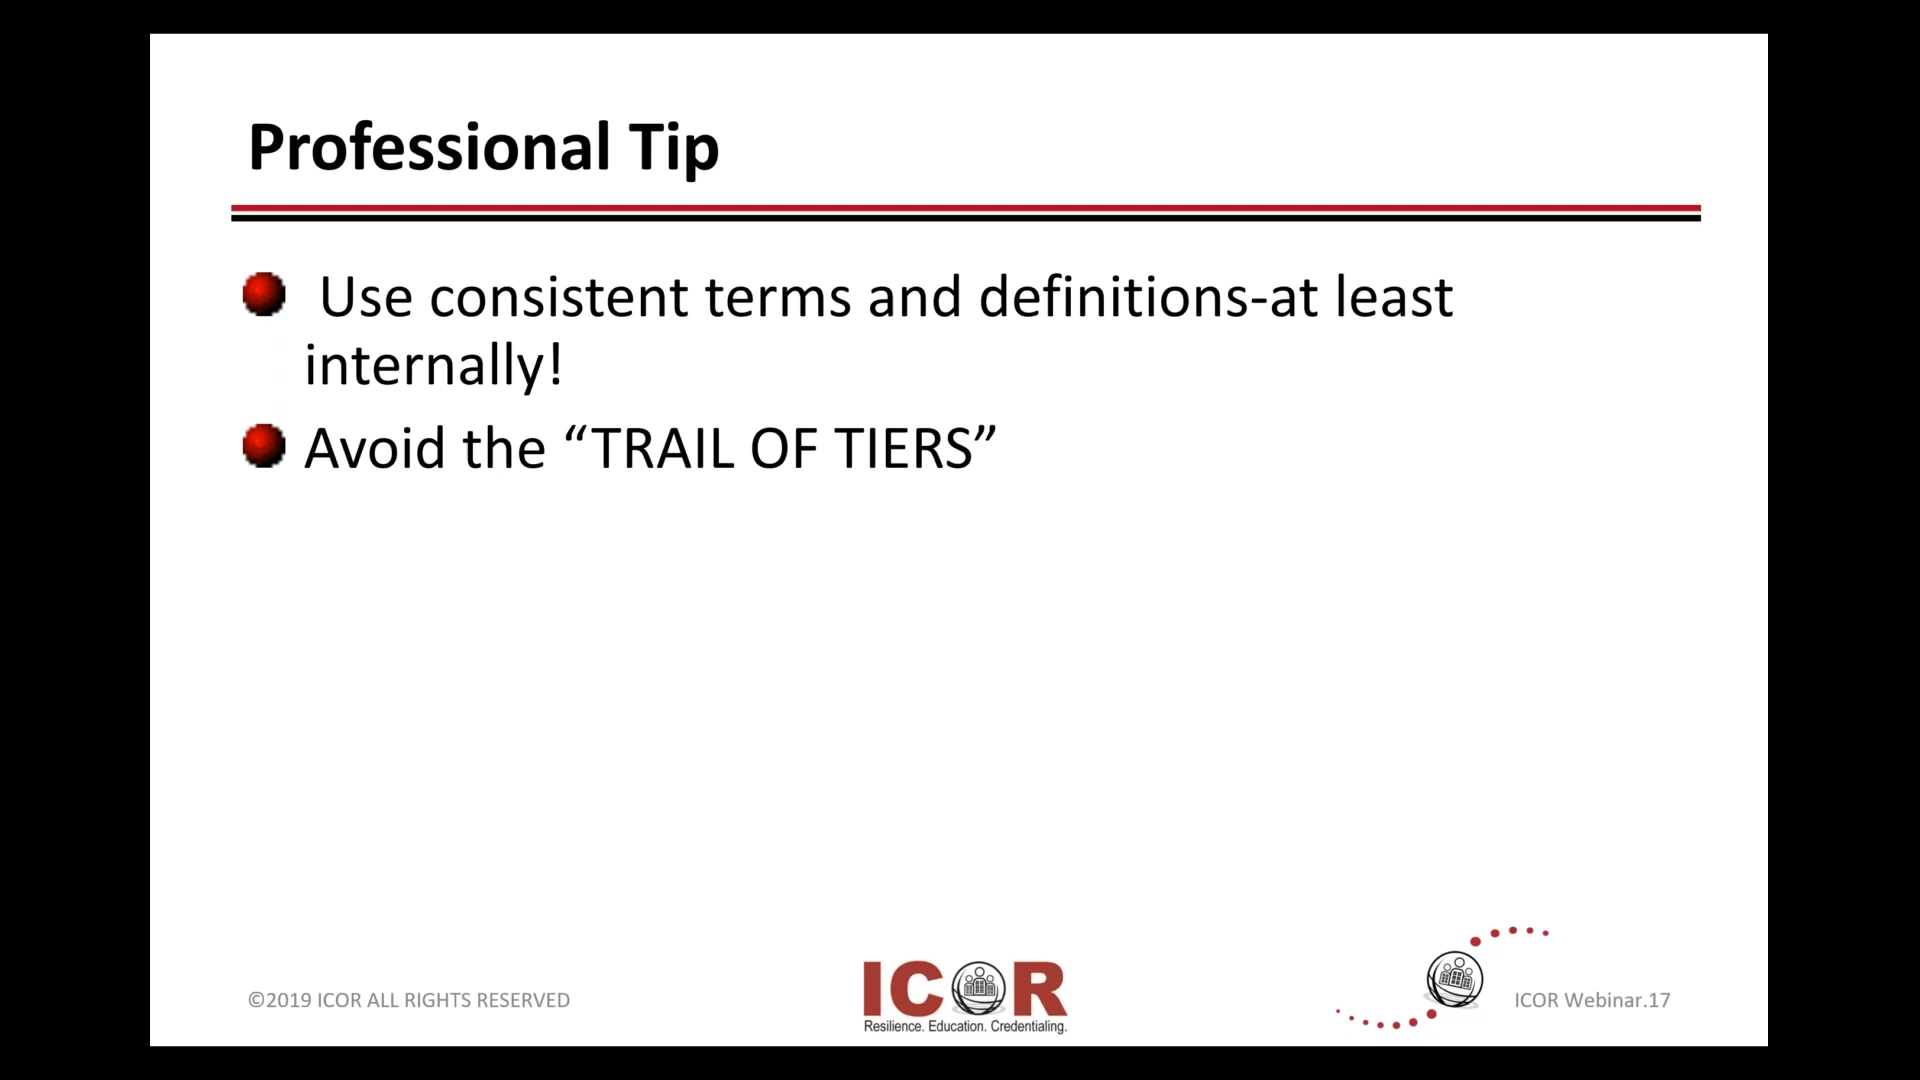 Professional Tip
Use consistent terms and definitions-at least
internally!
Avoid the “TRAIL OF TIERS”
©2019 ICOR ALL RIGHTS RESERVED
ICOR
Resilience. Education. Credentialing.
ICOR Webinar.17